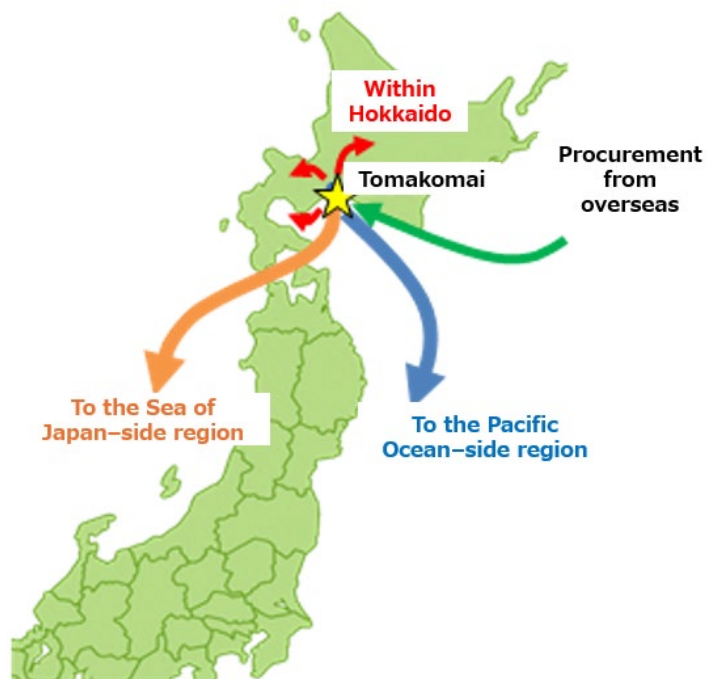 Within
Hokkaido
Tomakomai
Procurement
from
overseas
To the Sea of
Japan–side region
To the Pacific
Ocean–side region